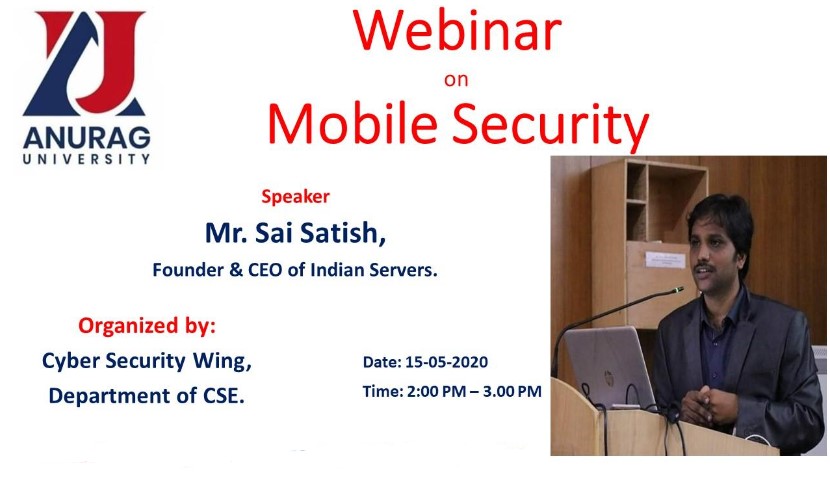 ANURAG
UNIVERSITY
Webinar
on
Mobile Security
Speaker
Mr. Sai Satish,
Founder & CEO of Indian Servers.
Organized by:
Cyber Security Wing,
Department of CSE.
Date: 15-05-2020
Time: 2:00 PM – 3.00 PM